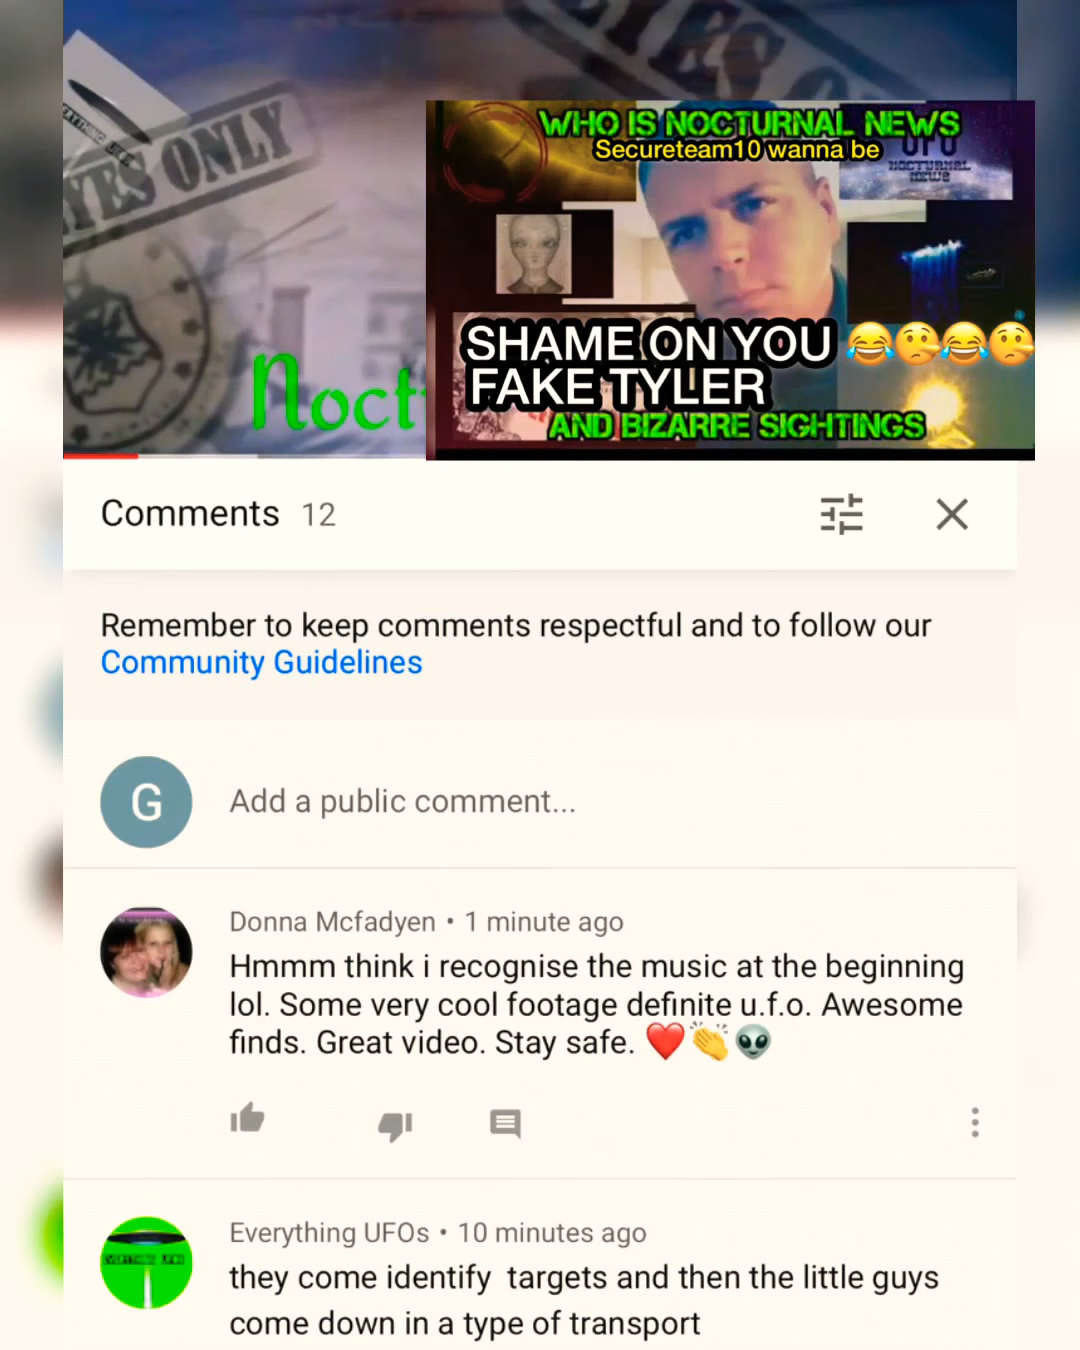 EYES ONLY
EYES O
WHO IS NOCTURNAL NEWS
Secureteam10 wanna be
UFO
NOCTURNAL
NEWS
SHAME ON YOU 😂🤥😂🤥
FAKE TYLER
AND BIZARRE SIGHTINGS
Noct
Comments 12
Remember to keep comments respectful and to follow our
Community Guidelines
G
Add a public comment...
Donna Mcfadyen • 1 minute ago
Hmmm think i recognise the music at the beginning
lol. Some very cool footage definite u.f.o. Awesome
finds. Great video. Stay safe. ❤️👏👽
Everything UFOs • 10 minutes ago
they come identify targets and then the little guys
come down in a type of transport